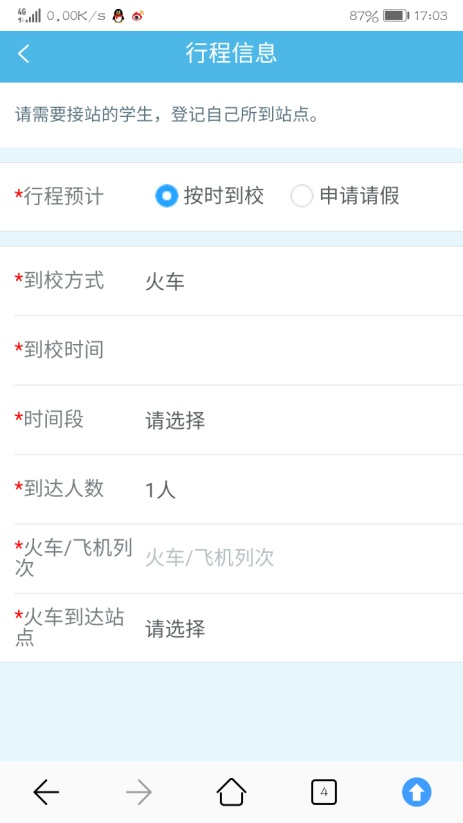 4G 0.00K/s 87% 17:03
行程信息
请需要接站的学生，登记自己所到站点。
*行程预计 按时到校 申请请假
*到校方式 火车
*到校时间
*时间段 请选择
*到达人数 1人
*火车/飞机列
次 火车/飞机列次
*火车到达站
点 请选择
4